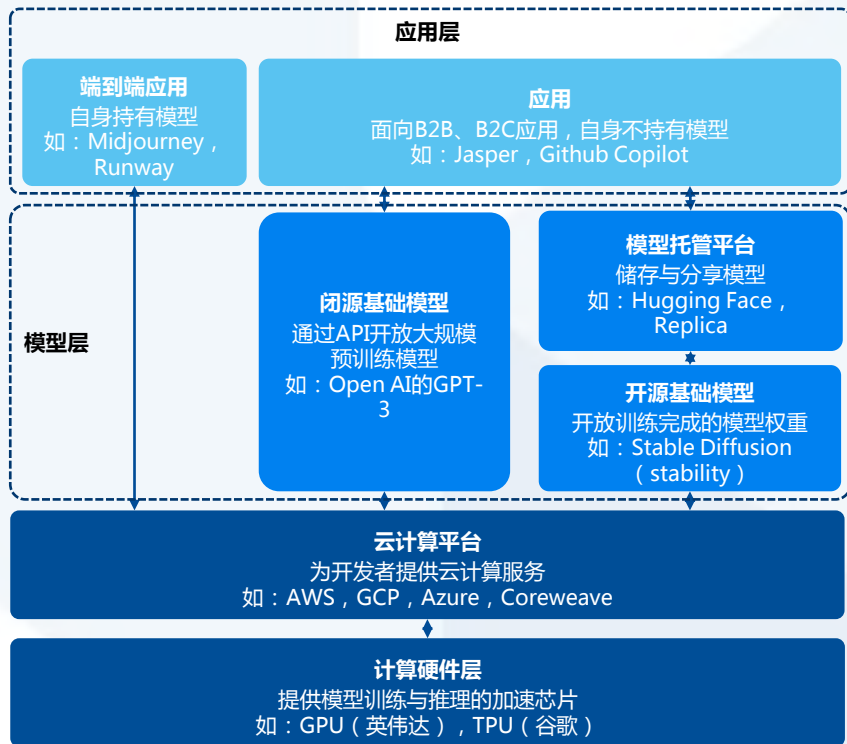 应用层
端到端应用
自身持有模型
如：Midjourney，
Runway
应用
面向B2B、B2C应用，自身不持有模型
如：Jasper，Github Copilot
模型层
闭源基础模型
通过API开放大规模
预训练模型
如：Open AI的GPT-
3
模型托管平台
储存与分享模型
如：Hugging Face，
Replica
开源基础模型
开放训练完成的模型权重
如：Stable Diffusion
（stability）
云计算平台
为开发者提供云计算服务
如：AWS，GCP，Azure，Coreweave
计算硬件层
提供模型训练与推理的加速芯片
如：GPU（英伟达），TPU（谷歌）